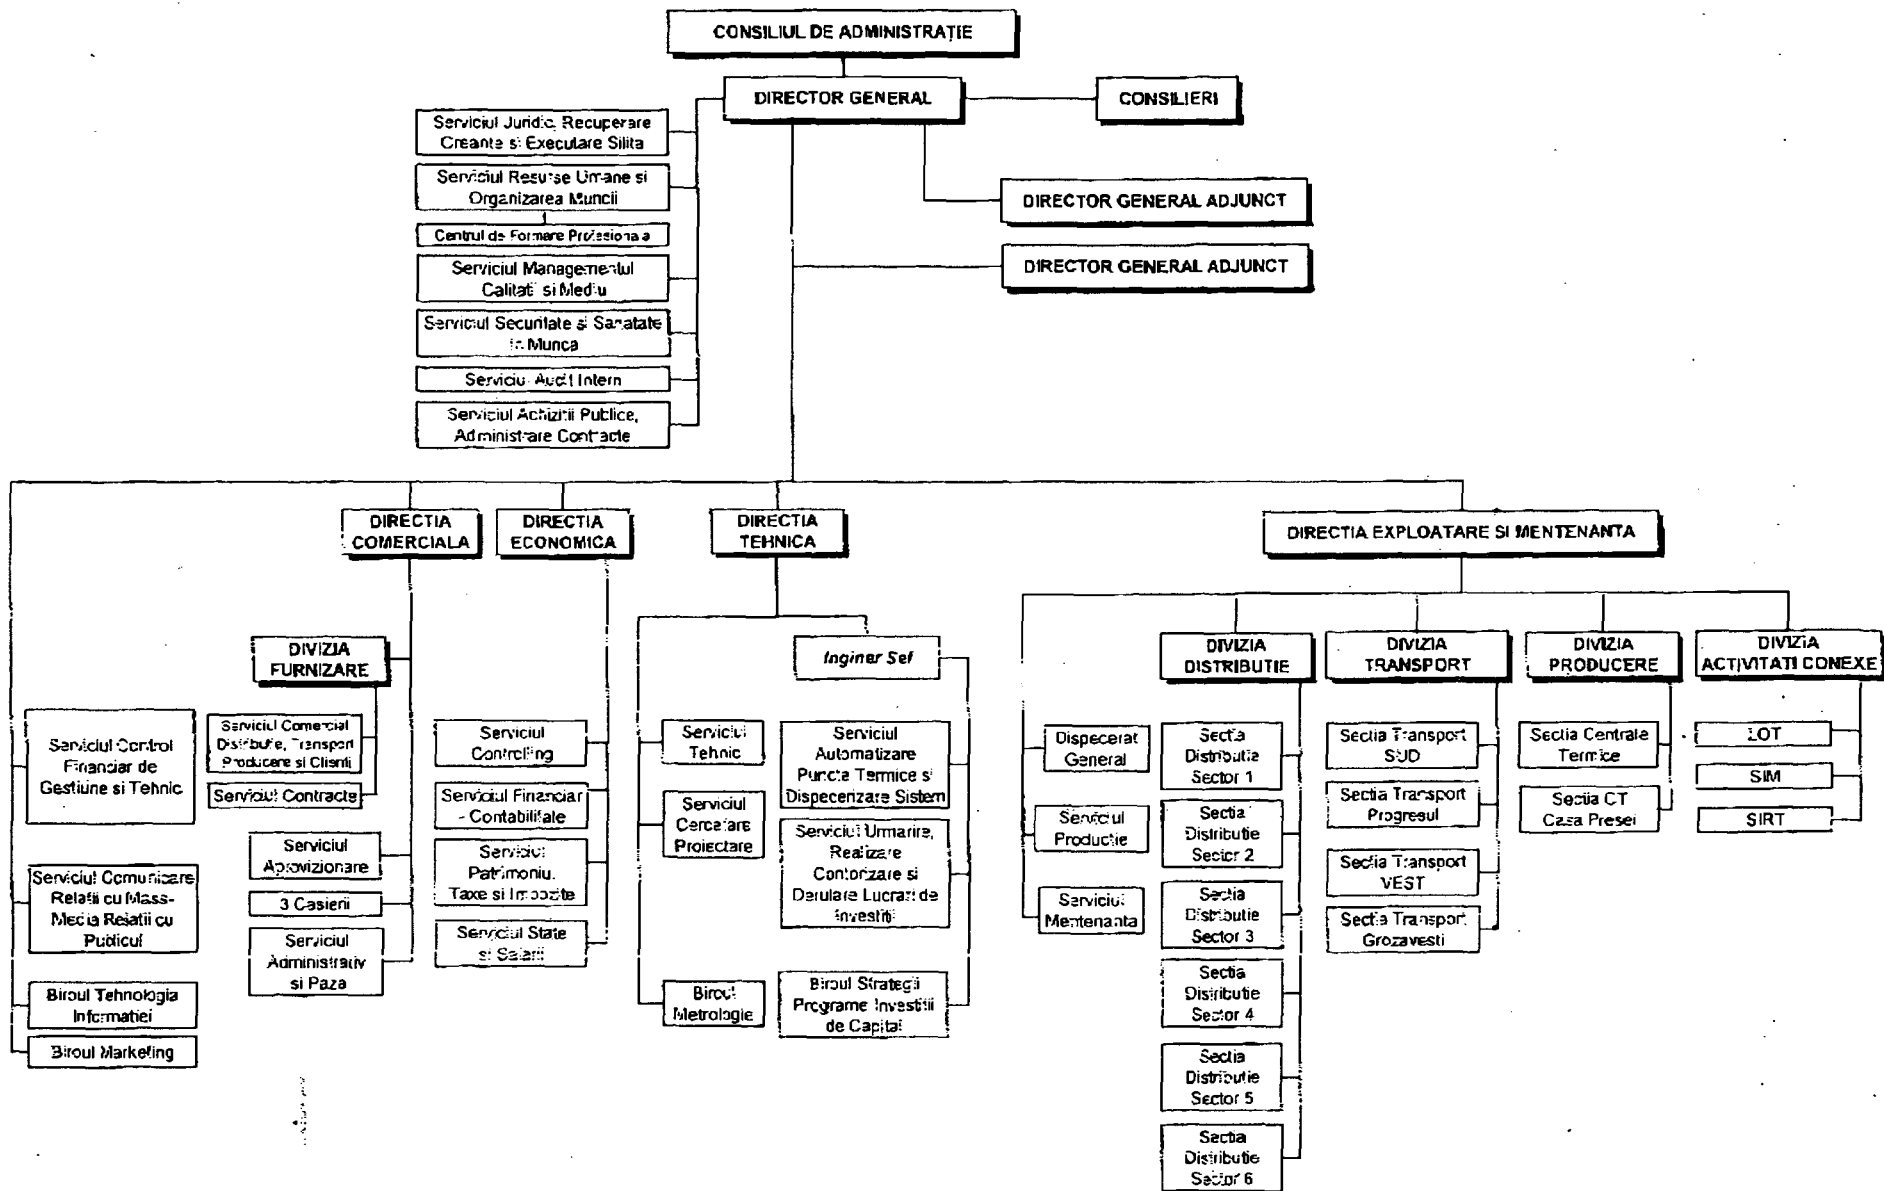 CONSILIUL DE ADMINISTRAȚIE
DIRECTOR GENERAL
CONSILIERI
Serviciul Juridic, Recuperare
Creante si Executare Silita
Serviciul Resurse Umane si
Organizarea Muncii
Centrul de Formare Profesionala
Serviciul Managementul
Calitatii si Mediu
Serviciul Securitate si Sanatate
in Munca
Serviciul Audit Intern
Serviciul Achizitii Publice,
Administrare Contracte
DIRECTOR GENERAL ADJUNCT
DIRECTOR GENERAL ADJUNCT
DIRECTIA
COMERCIALA
DIRECTIA
ECONOMICA
DIRECTIA
TEHNICA
DIRECTIA EXPLOATARE SI MENTENANTA
Serviciul Control
Financiar de
Gestiune si Tehnic
Serviciul Comunicare
Relatii cu Mass-
Media Relatii cu
Publicul
Biroul Tehnologia
Informatiei
Biroul Marketing
DIVIZIA
FURNIZARE
Serviciul Comercial
Distributie, Transport
Producere si Clienti
Serviciul Contracte
Serviciul
Aprovizionare
3 Casierii
Serviciul
Administrativ
si Paza
Serviciul
Controlling
Serviciul Financiar
- Contabilitate
Serviciul
Patrimoniu,
Taxe si Impozite
Serviciul State
si Salarii
Serviciul
Tehnic
Serviciul
Cercetare
Proiectare
Biroul
Metrologie
Inginer Sef
Serviciul
Automatizare
Puncte Termice si
Dispecerizare Sistem
Serviciul Urmarire,
Realizare
Contorizare si
Derulare Lucrari de
Investitii
Biroul Strategii
Programe Investitii
de Capital
Dispecerat
General
Serviciul
Productie
Serviciul
Mentenanta
DIVIZIA
DISTRIBUTIE
Sectia
Distributie
Sector 1
Sectia
Distributie
Sector 2
Sectia
Distributie
Sector 3
Sectia
Distributie
Sector 4
Sectia
Distributie
Sector 5
Sectia
Distributie
Sector 6
DIVIZIA
TRANSPORT
Sectia Transport
SUD
Sectia Transport
Progresul
Sectia Transport
VEST
Sectia Transport
Grozavesti
DIVIZIA
PRODUCERE
Sectia Centrale
Termice
Sectia CT
Casa Presei
DIVIZIA
ACTIVITATI CONEXE
LOT
SIM
SIRT